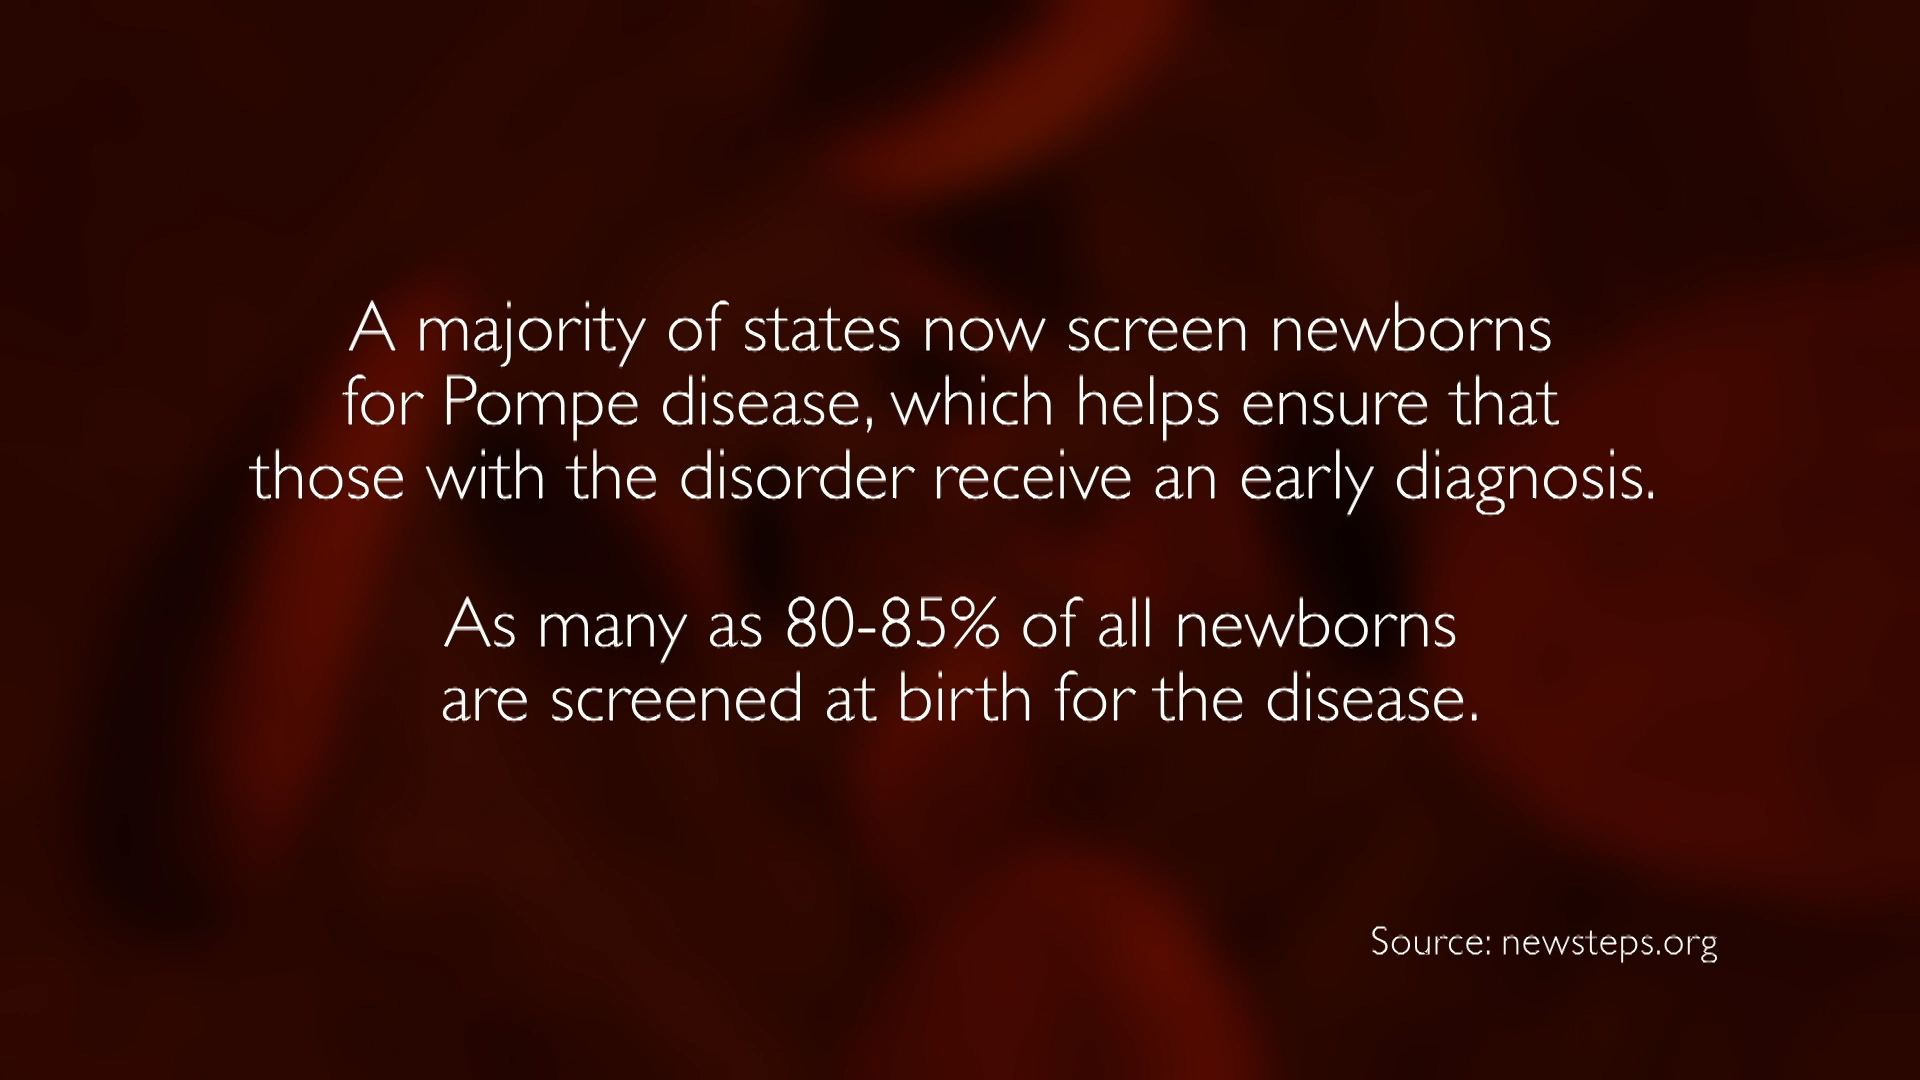 A majority of states now screen newborns
for Pompe disease, which helps ensure that
those with the disorder receive an early diagnosis.
As many as 80-85% of all newborns
are screened at birth for the disease.
Source: newsteps.org